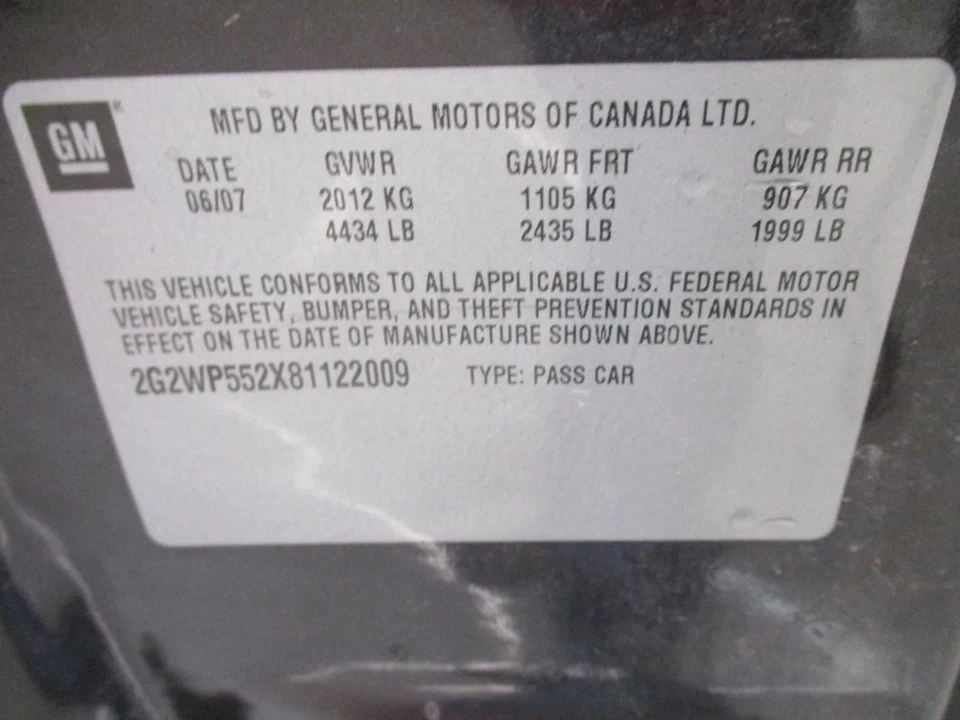 GM®
MFD BY GENERAL MOTORS OF CANADA LTD.
DATE GVWR GAWR FRT GAWR RR
06/07 2012 KG 1105 KG 907 KG
4434 LB 2435 LB 1999 LB
THIS VEHICLE CONFORMS TO ALL APPLICABLE U.S. FEDERAL MOTOR
VEHICLE SAFETY, BUMPER, AND THEFT PREVENTION STANDARDS IN
EFFECT ON THE DATE OF MANUFACTURE SHOWN ABOVE.
2G2WP552X81122009 TYPE: PASS CAR